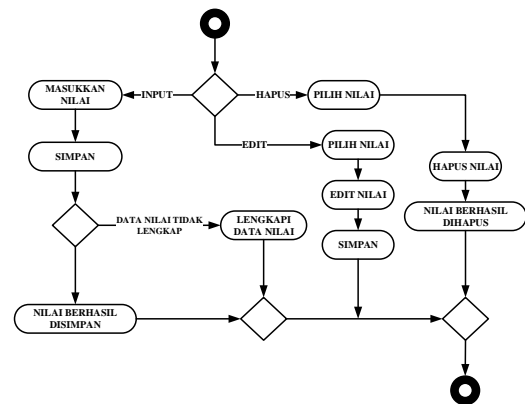 MASUKKAN
NILAI
INPUT
HAPUS
PILIH NILAI
EDIT
PILIH NILAI
SIMPAN
HAPUS NILAI
EDIT NILAI
DATA NILAI TIDAK
LENGKAP
LENGKAPI
DATA NILAI
NILAI BERHASIL
DIHAPUS
SIMPAN
NILAI BERHASIL
DISIMPAN